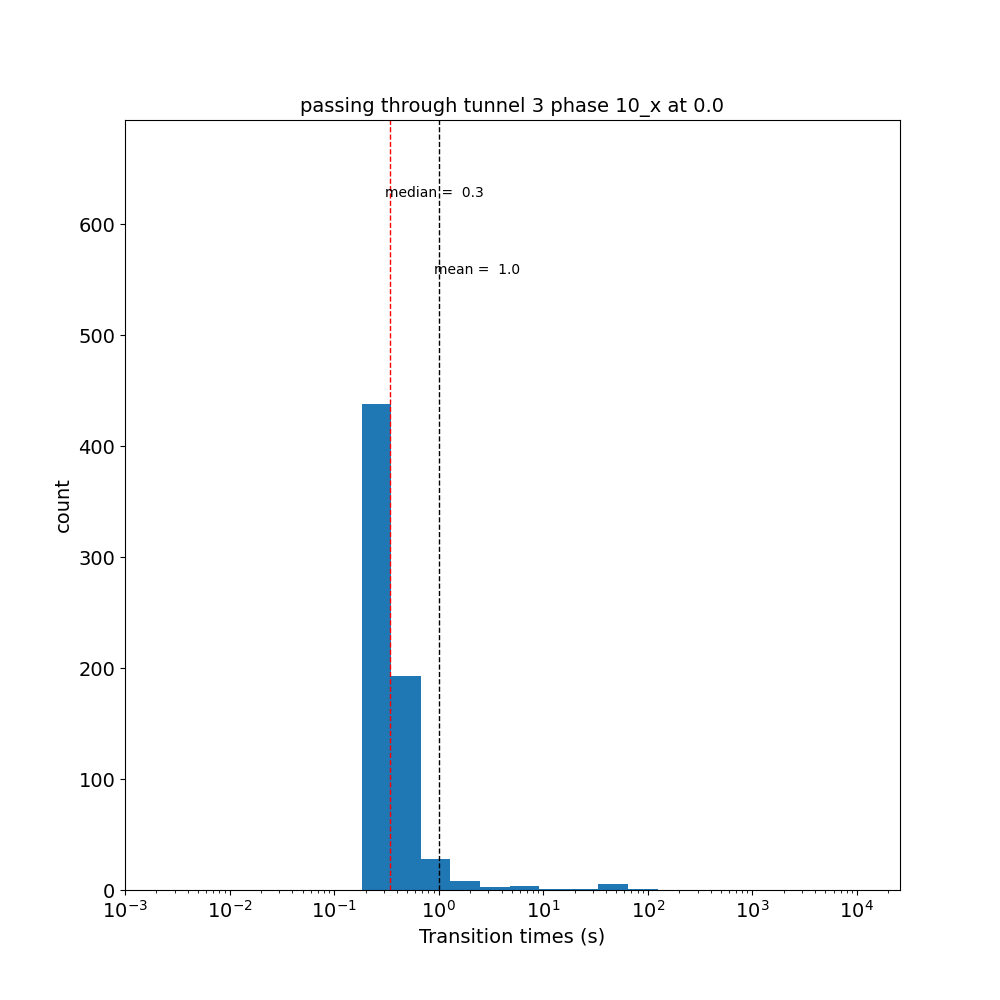 passing through tunnel 3 phase 10_x at 0.0
median =  0.3
mean =  1.0
600
500
400
300
200
100
0
count
10⁻³ 10⁻² 10⁻¹ 10⁰ 10¹ 10² 10³ 10⁴
Transition times (s)